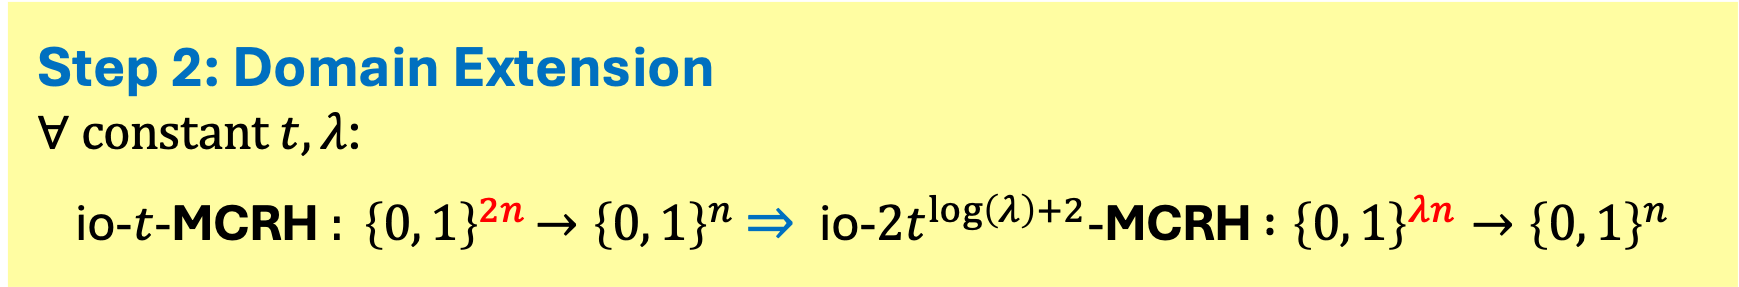 Step 2: Domain Extension
∀ constant t, λ:
io-t-MCRH : {0, 1}^{2n} → {0, 1}^n ⇒ io-2t^{log(λ)+2}-MCRH : {0, 1}^{λn} → {0, 1}^n